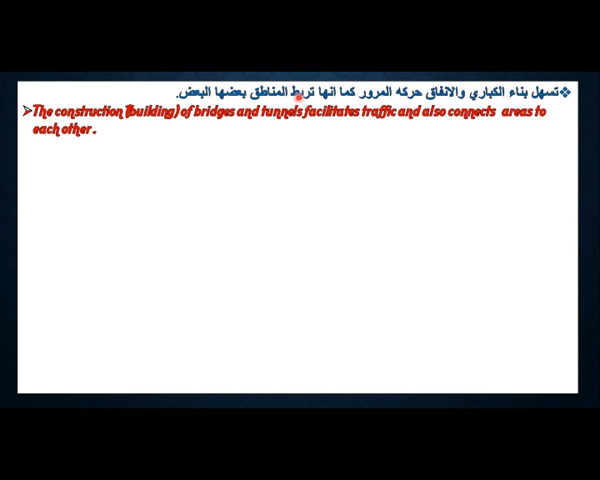 ❖تسهل بناء الكباري والانفاق حركه المرور كما انها تربط المناطق بعضها البعض.
➢The construction (building) of bridges and tunnels facilitates traffic and also connects areas to
each other .